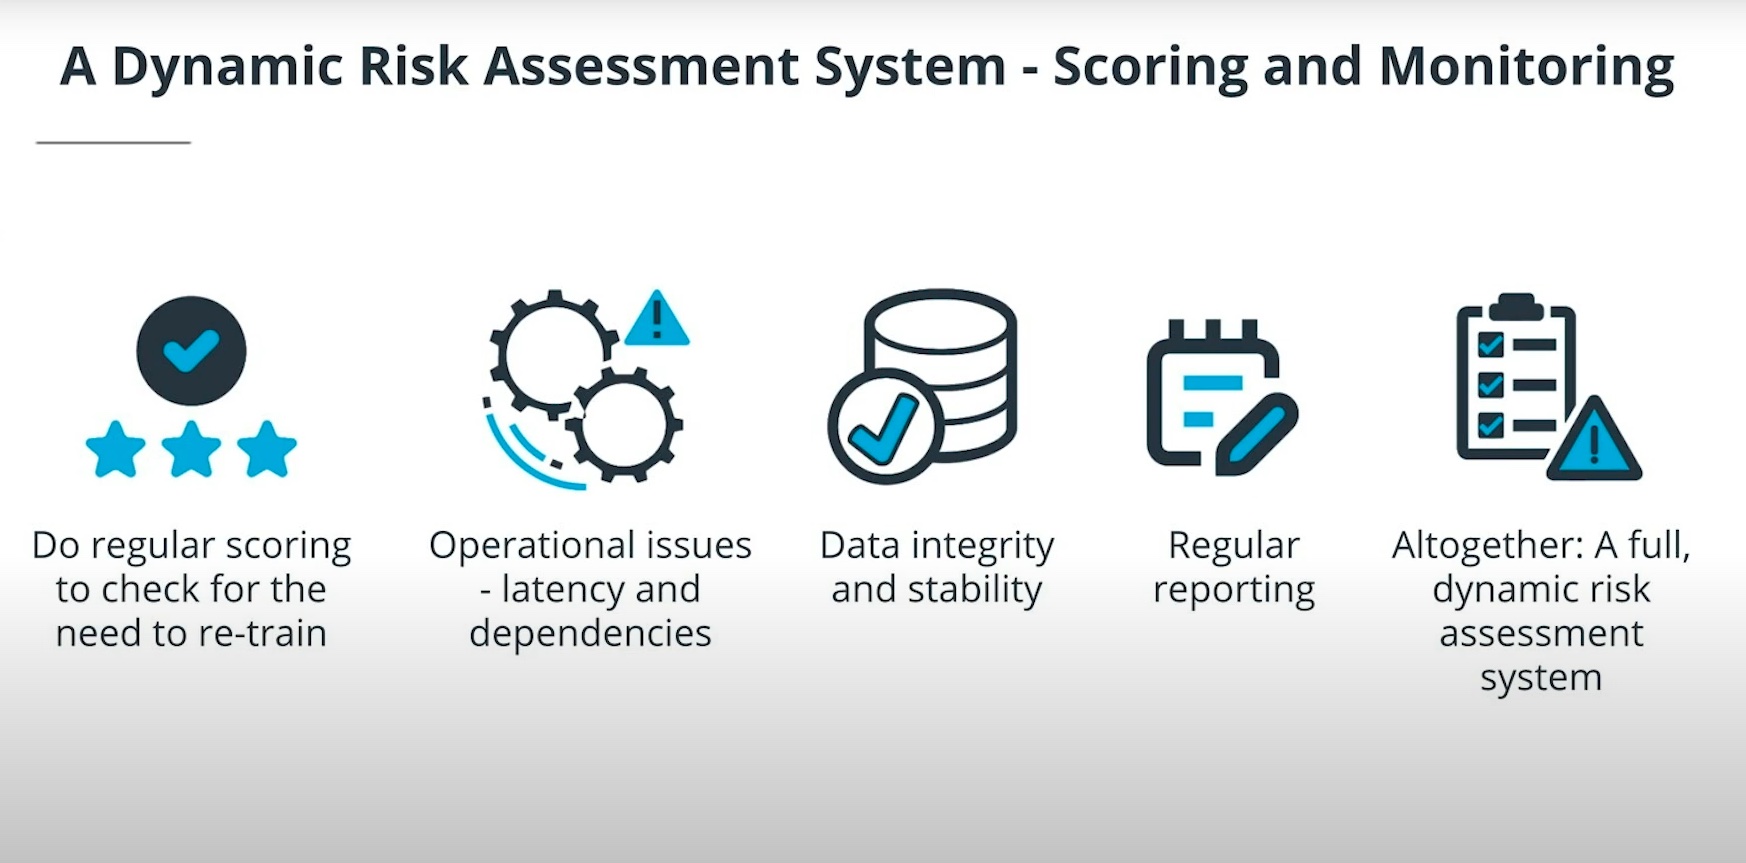 A Dynamic Risk Assessment System - Scoring and Monitoring
Do regular scoring
to check for the
need to re-train
Operational issues
- latency and
dependencies
Data integrity
and stability
Regular
reporting
Altogether: A full,
dynamic risk
assessment
system